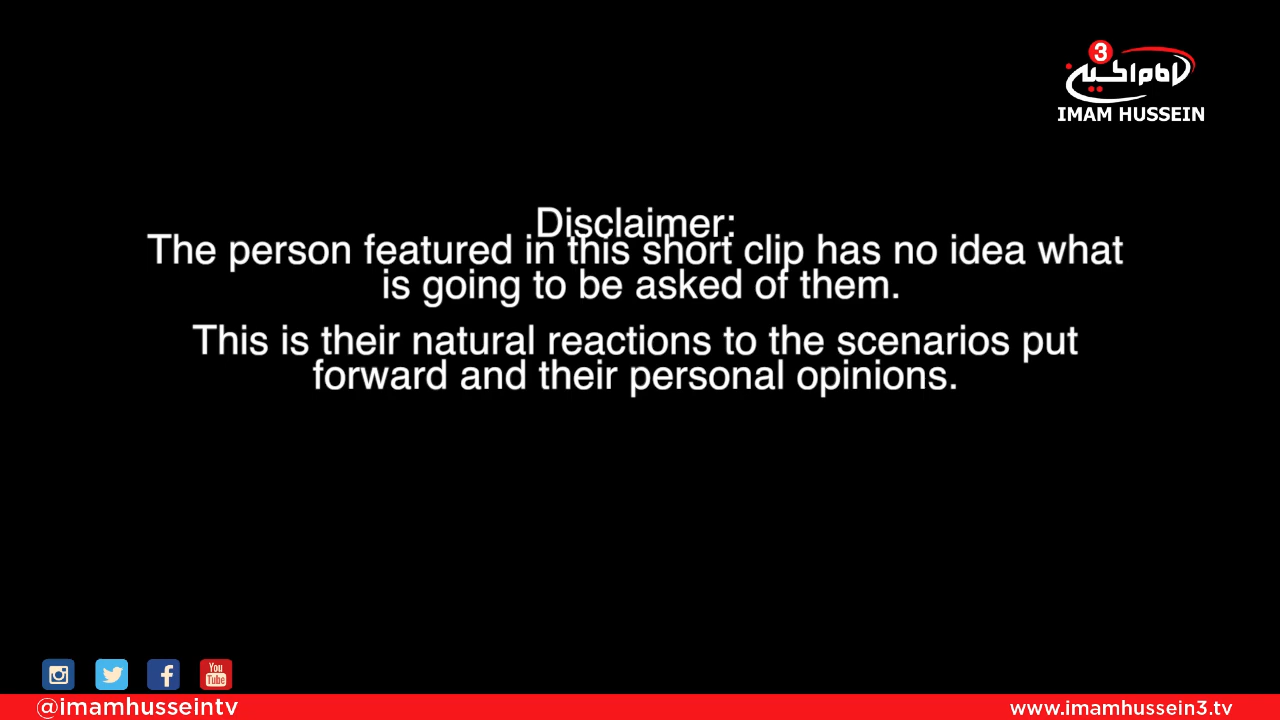 3
الامام الحسين
IMAM HUSSEIN
Disclaimer:
The person featured in this short clip has no idea what
is going to be asked of them.
This is their natural reactions to the scenarios put
forward and their personal opinions.
You
Tube
@imamhusseintv
www.imamhussein3.tv